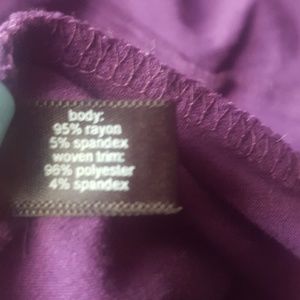 body:
95% rayon
5% spandex
woven trim:
96% polyester
4% spandex